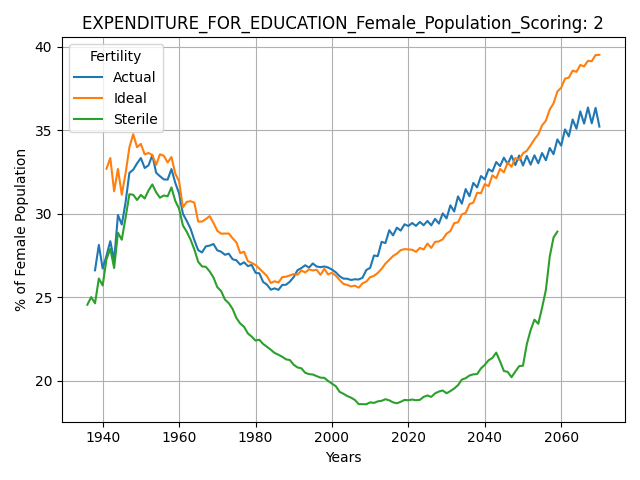 EXPENDITURE_FOR_EDUCATION_Female_Population_Scoring: 2
Fertility
Actual
Ideal
Sterile
% of Female Population
40
35
30
25
20
1940 1960 1980 2000 2020 2040 2060
Years